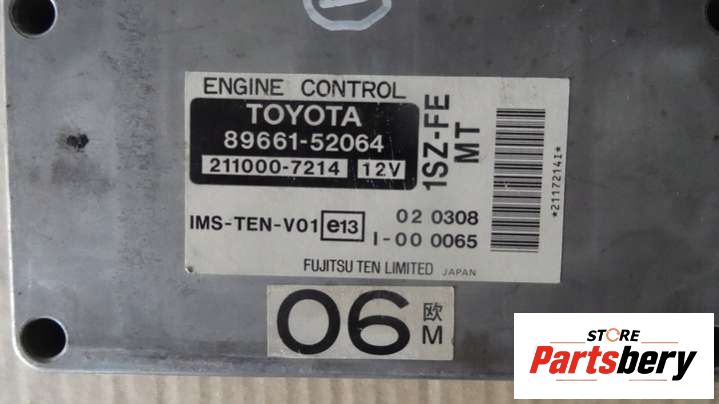 ENGINE CONTROL
TOYOTA
89661-52064
211000-7214 12V
1SZ-FE
MT
*2117214I*
IMS-TEN-V01 e13 02 0308
I-00 0065
FUJITSU TEN LIMITED JAPAN
06 欧
M
STORE
Partsbery